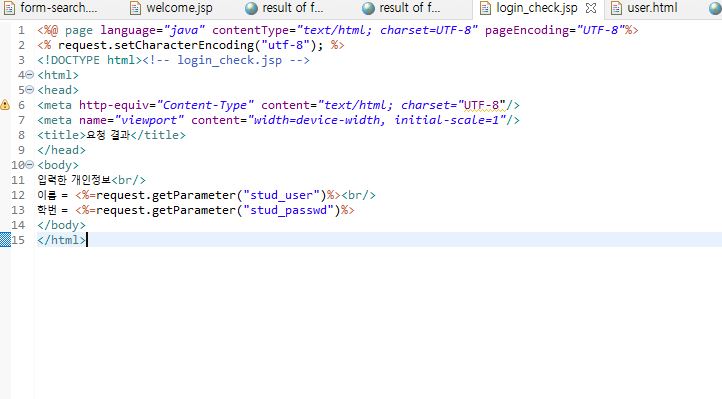 form-search....
welcome.jsp
result of f...
result of f...
login_check.jsp
user.html
1 <%@ page language="java" contentType="text/html; charset=UTF-8" pageEncoding="UTF-8"%>
2 <% request.setCharacterEncoding("utf-8"); %>
3 <!DOCTYPE html><!-- login_check.jsp -->
4 <html>
5 <head>
6 <meta http-equiv="Content-Type" content="text/html; charset="UTF-8"/>
7 <meta name="viewport" content="width=device-width, initial-scale=1"/>
8 <title>요청 결과</title>
9 </head>
10 <body>
11 입력한 개인정보<br/>
12 이름 = <%=request.getParameter("stud_user")%><br/>
13 학번 = <%=request.getParameter("stud_passwd")%>
14 </body>
15 </html>